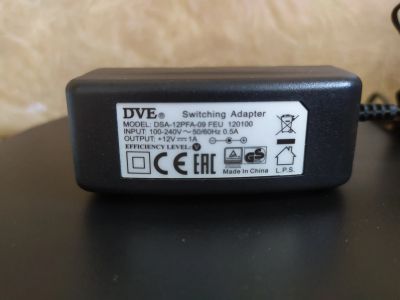 DVE® Switching Adapter
MODEL: DSA-12PFA-09 FEU 120100
INPUT: 100-240V~50/60Hz 0.5A
OUTPUT: +12V⎓1A
EFFICIENCY LEVEL: V
CE EAC GS
L.P.S.
Made in China